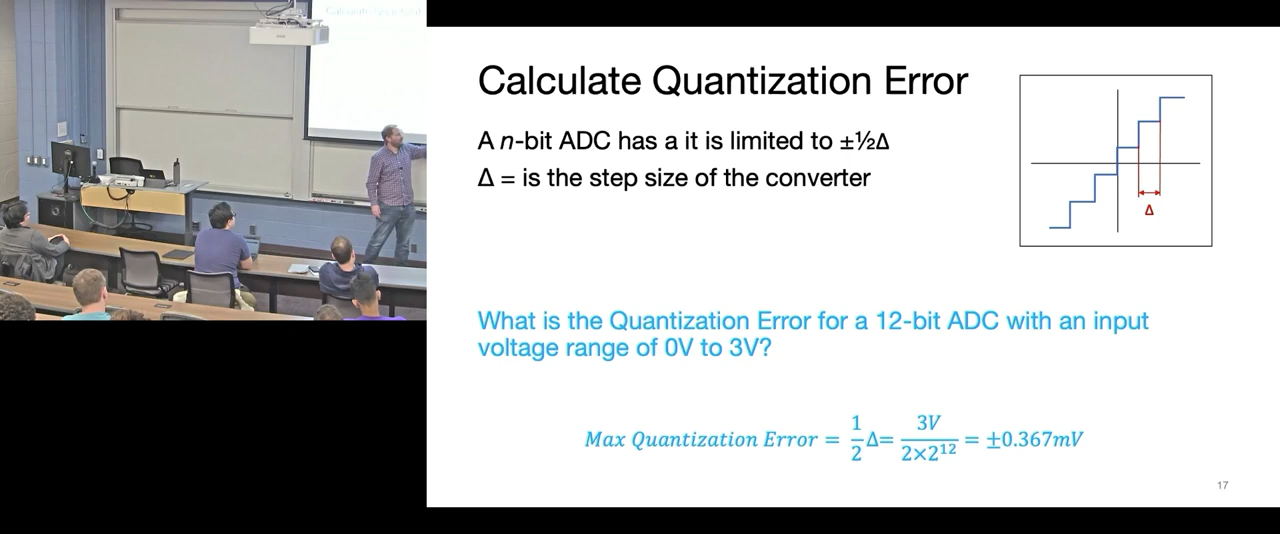 Calculate Quantization Error
A n-bit ADC has a it is limited to ±½Δ
Δ = is the step size of the converter
Δ
What is the Quantization Error for a 12-bit ADC with an input
voltage range of 0V to 3V?
Max Quantization Error = 1/2 Δ= 3V/2×2^12 = ±0.367mV
17